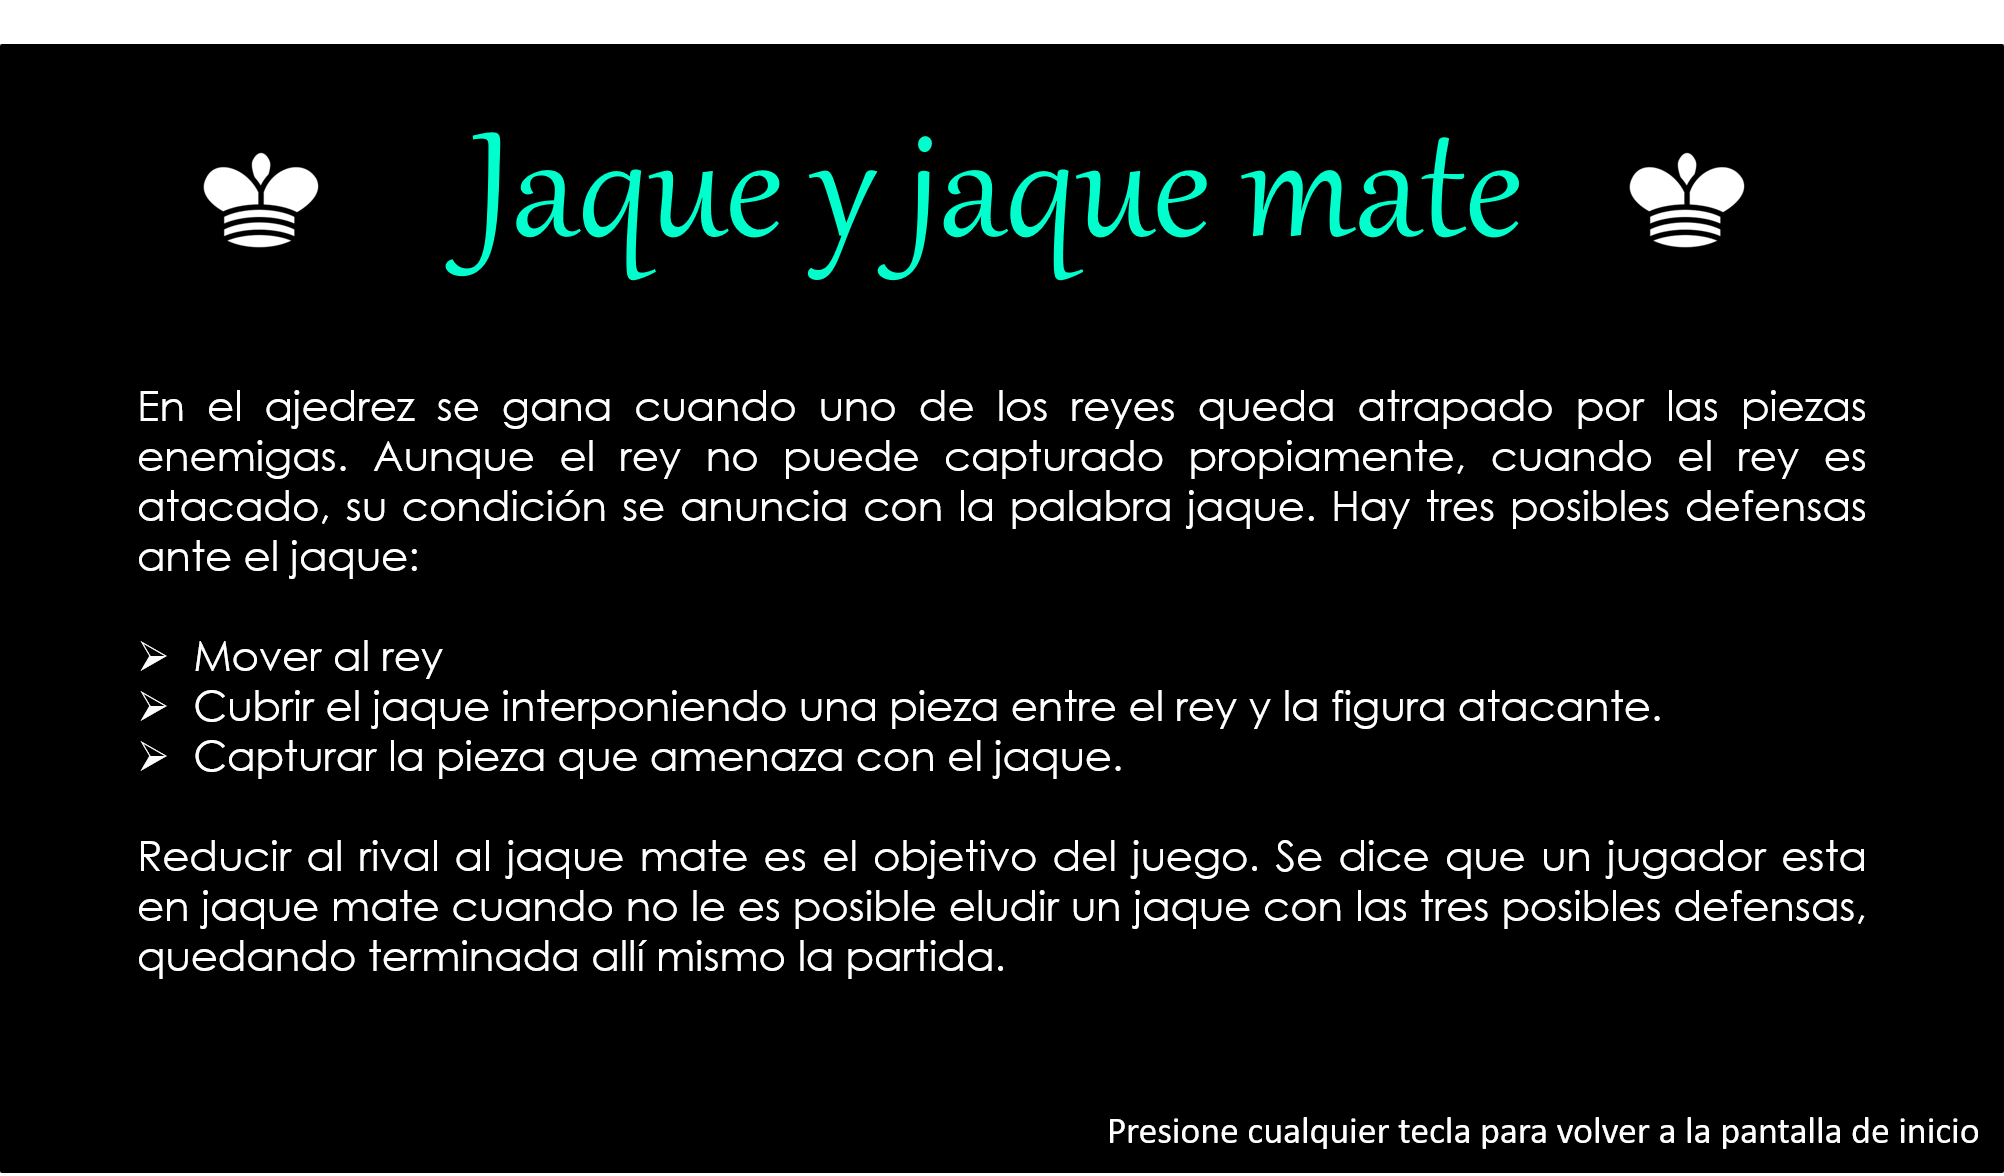 Jaque y jaque mate
En el ajedrez se gana cuando uno de los reyes queda atrapado por las piezas
enemigas. Aunque el rey no puede capturado propiamente, cuando el rey es
atacado, su condición se anuncia con la palabra jaque. Hay tres posibles defensas
ante el jaque:
➢ Mover al rey
➢ Cubrir el jaque interponiendo una pieza entre el rey y la figura atacante.
➢ Capturar la pieza que amenaza con el jaque.
Reducir al rival al jaque mate es el objetivo del juego. Se dice que un jugador esta
en jaque mate cuando no le es posible eludir un jaque con las tres posibles defensas,
quedando terminada allí mismo la partida.
Presione cualquier tecla para volver a la pantalla de inicio